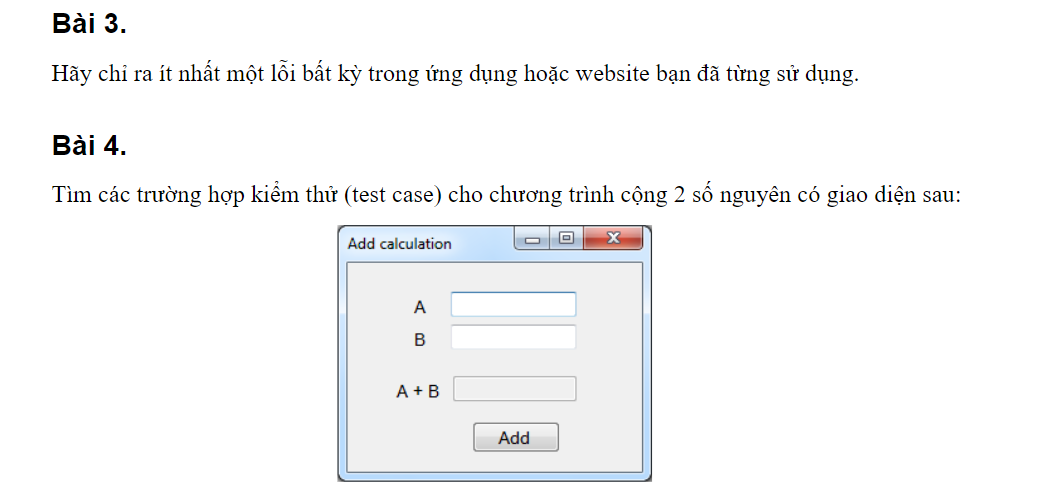 Bài 3.
Hãy chỉ ra ít nhất một lỗi bất kỳ trong ứng dụng hoặc website bạn đã từng sử dụng.
Bài 4.
Tìm các trường hợp kiểm thử (test case) cho chương trình cộng 2 số nguyên có giao diện sau:
Add calculation
A
B
A + B
Add